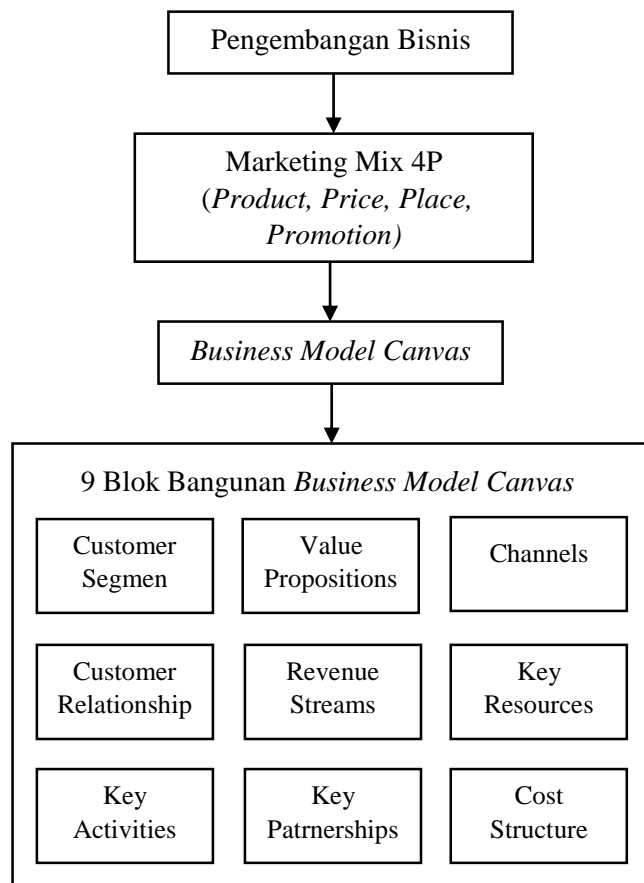 Pengembangan Bisnis
Marketing Mix 4P
(Product, Price, Place,
Promotion)
Business Model Canvas
9 Blok Bangunan Business Model Canvas
Customer
Segmen
Value
Propositions
Channels
Customer
Relationship
Revenue
Streams
Key
Resources
Key
Activities
Key
Patrnerships
Cost
Structure